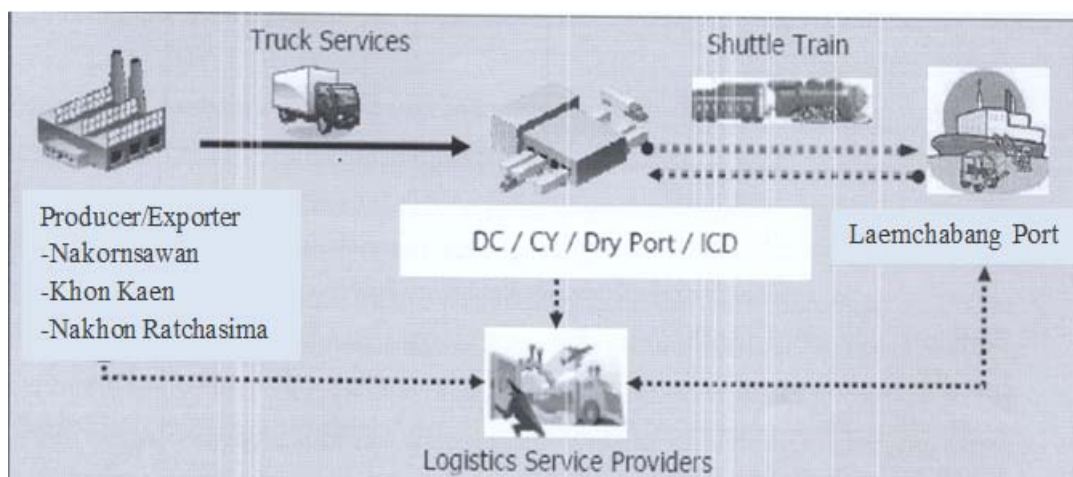 Truck Services
Shuttle Train
Producer/Exporter
-Nakornsawan
-Khon Kaen
-Nakhon Ratchasima
DC / CY / Dry Port / ICD
Laemchabang Port
Logistics Service Providers